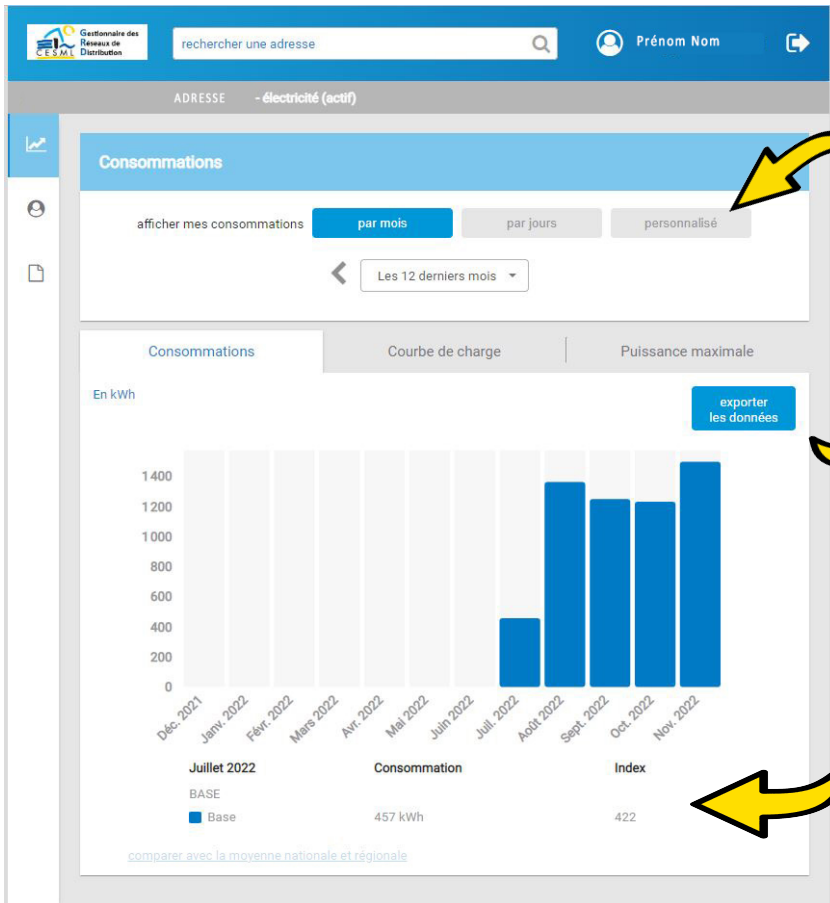 CESML
Gestionnaire des
Réseaux de
Distribution
rechercher une adresse
Prénom Nom
ADRESSE - électricité (actif)
Consommations
afficher mes consommations par mois par jours personnalisé
Les 12 derniers mois
Consommations Courbe de charge Puissance maximale
En kWh
exporter
les données
1400
1200
1000
800
600
400
200
0
Déc. 2021 Janv. 2022 Févr. 2022 Mars 2022 Avr. 2022 Mai 2022 Juin 2022 Juil. 2022 Août 2022 Sept. 2022 Oct. 2022 Nov. 2022
Juillet 2022 Consommation Index
BASE
Base 457 kWh 422
comparer avec la moyenne nationale et régionale